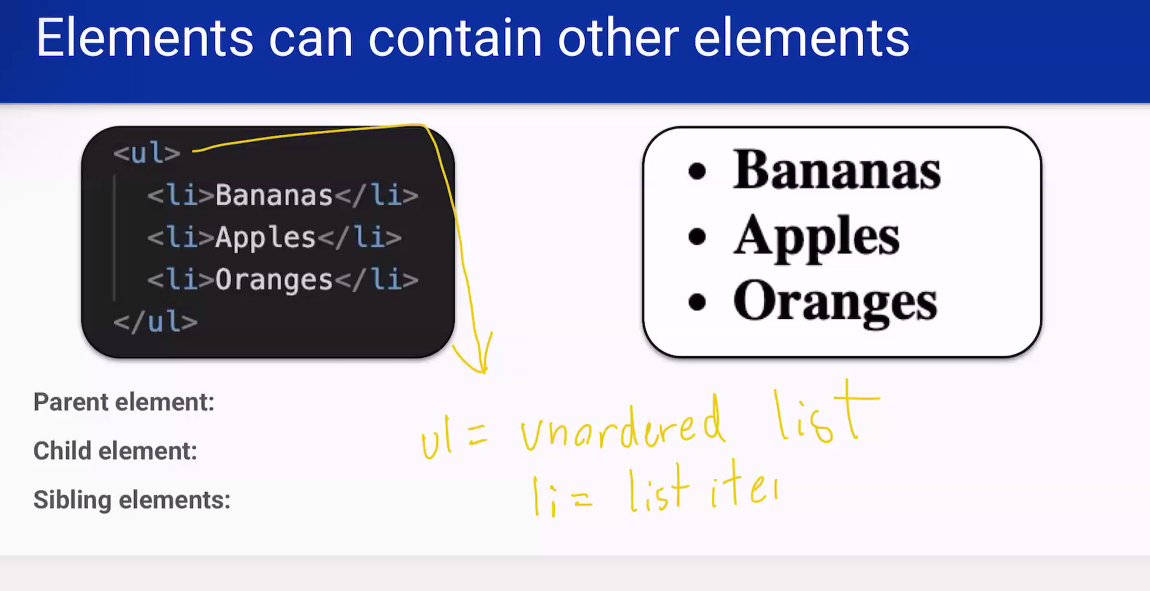 Elements can contain other elements
<ul>
<li>Bananas</li>
<li>Apples</li>
<li>Oranges</li>
</ul>
• Bananas
• Apples
• Oranges
Parent element:
Child element:
Sibling elements:
ul = unordered list
li = list iter